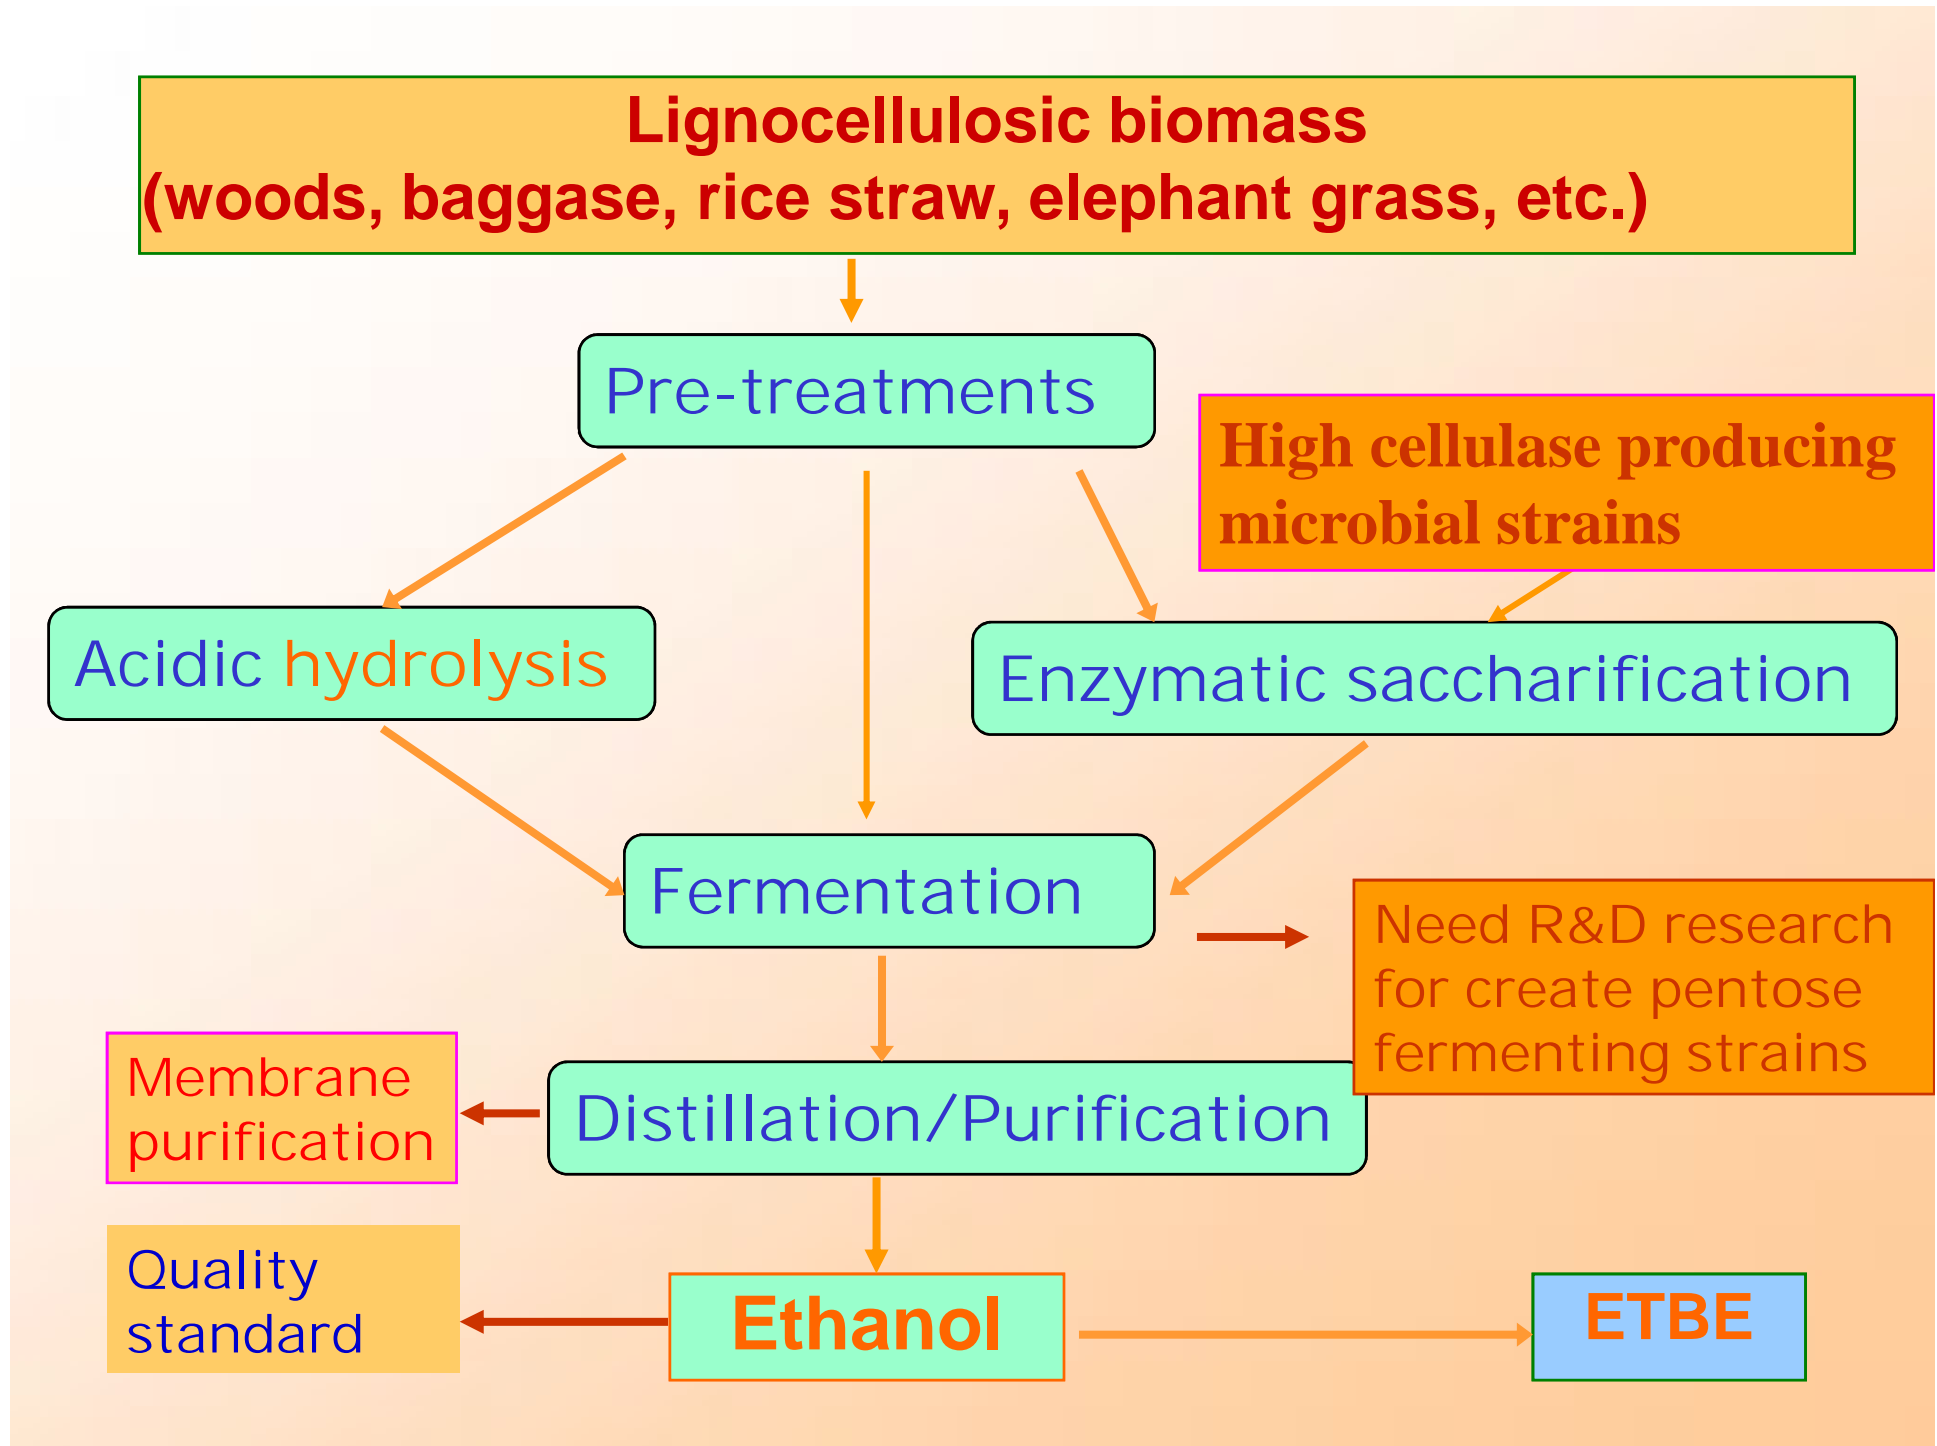 Lignocellulosic biomass
(woods, baggase, rice straw, elephant grass, etc.)
Pre-treatments
High cellulase producing
microbial strains
Acidic hydrolysis
Enzymatic saccharification
Fermentation
Need R&D research
for create pentose
fermenting strains
Membrane
purification
Distillation/Purification
Quality
standard
Ethanol
ETBE